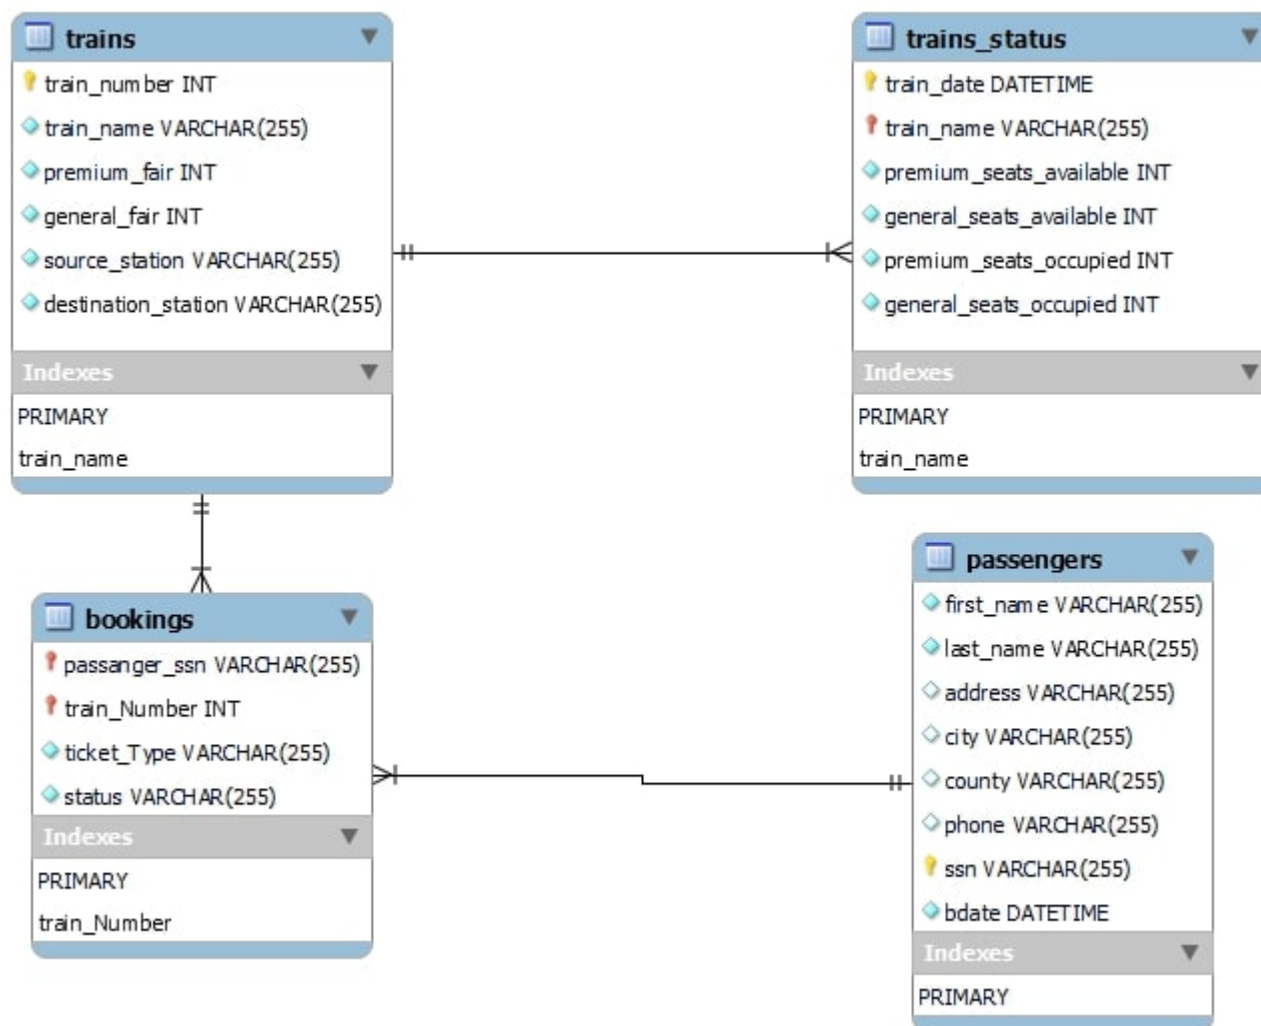 trains
train_number INT
train_name VARCHAR(255)
premium_fair INT
general_fair INT
source_station VARCHAR(255)
destination_station VARCHAR(255)
Indexes
PRIMARY
train_name
trains_status
train_date DATETIME
train_name VARCHAR(255)
premium_seats_available INT
general_seats_available INT
premium_seats_occupied INT
general_seats_occupied INT
Indexes
PRIMARY
train_name
bookings
passanger_ssn VARCHAR(255)
train_Number INT
ticket_Type VARCHAR(255)
status VARCHAR(255)
Indexes
PRIMARY
train_Number
passengers
first_name VARCHAR(255)
last_name VARCHAR(255)
address VARCHAR(255)
city VARCHAR(255)
county VARCHAR(255)
phone VARCHAR(255)
ssn VARCHAR(255)
bdate DATETIME
Indexes
PRIMARY